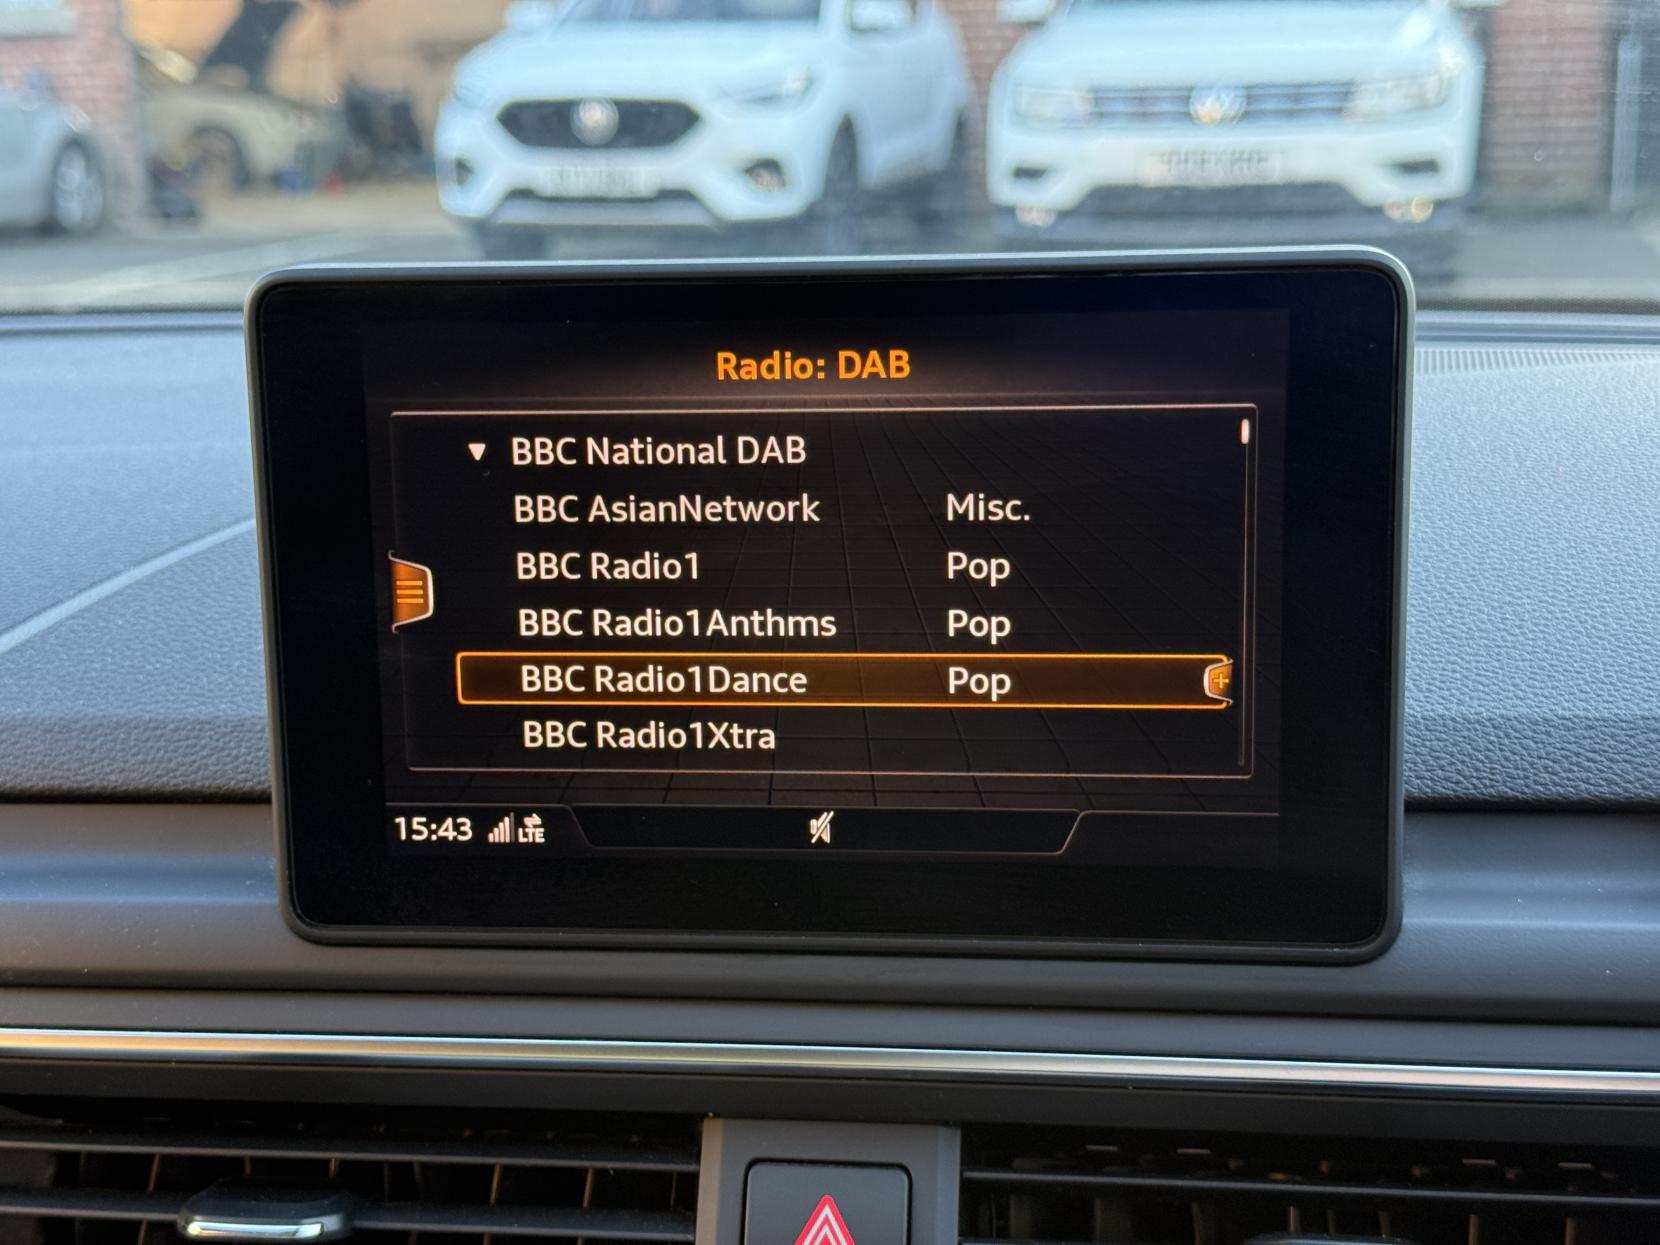 Radio: DAB
BBC National DAB
BBC AsianNetwork Misc.
BBC Radio1 Pop
BBC Radio1Anthms Pop
BBC Radio1Dance Pop
BBC Radio1Xtra
15:43 LTE